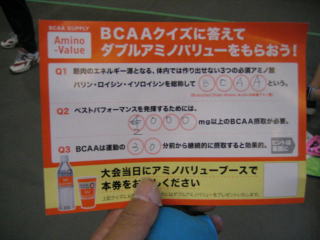 BCAA SUPPLY
Amino
-Value
BCAAクイズに答えて
ダブルアミノバリューをもらおう!
Q1 筋肉のエネルギー源となる、体内では作り出せない3つの必須アミノ酸
バリン・ロイシン・イソロイシンを総称して BCAA という。
Q2 ベストパフォーマンスを発揮するためには、
2000 mg以上のBCAA摂取が必要。
Q3 BCAAは運動の 30 分前から継続的に摂取すると効果的。
ヒントは
裏面に
大会当日にアミノバリューブースで
本券をお ください